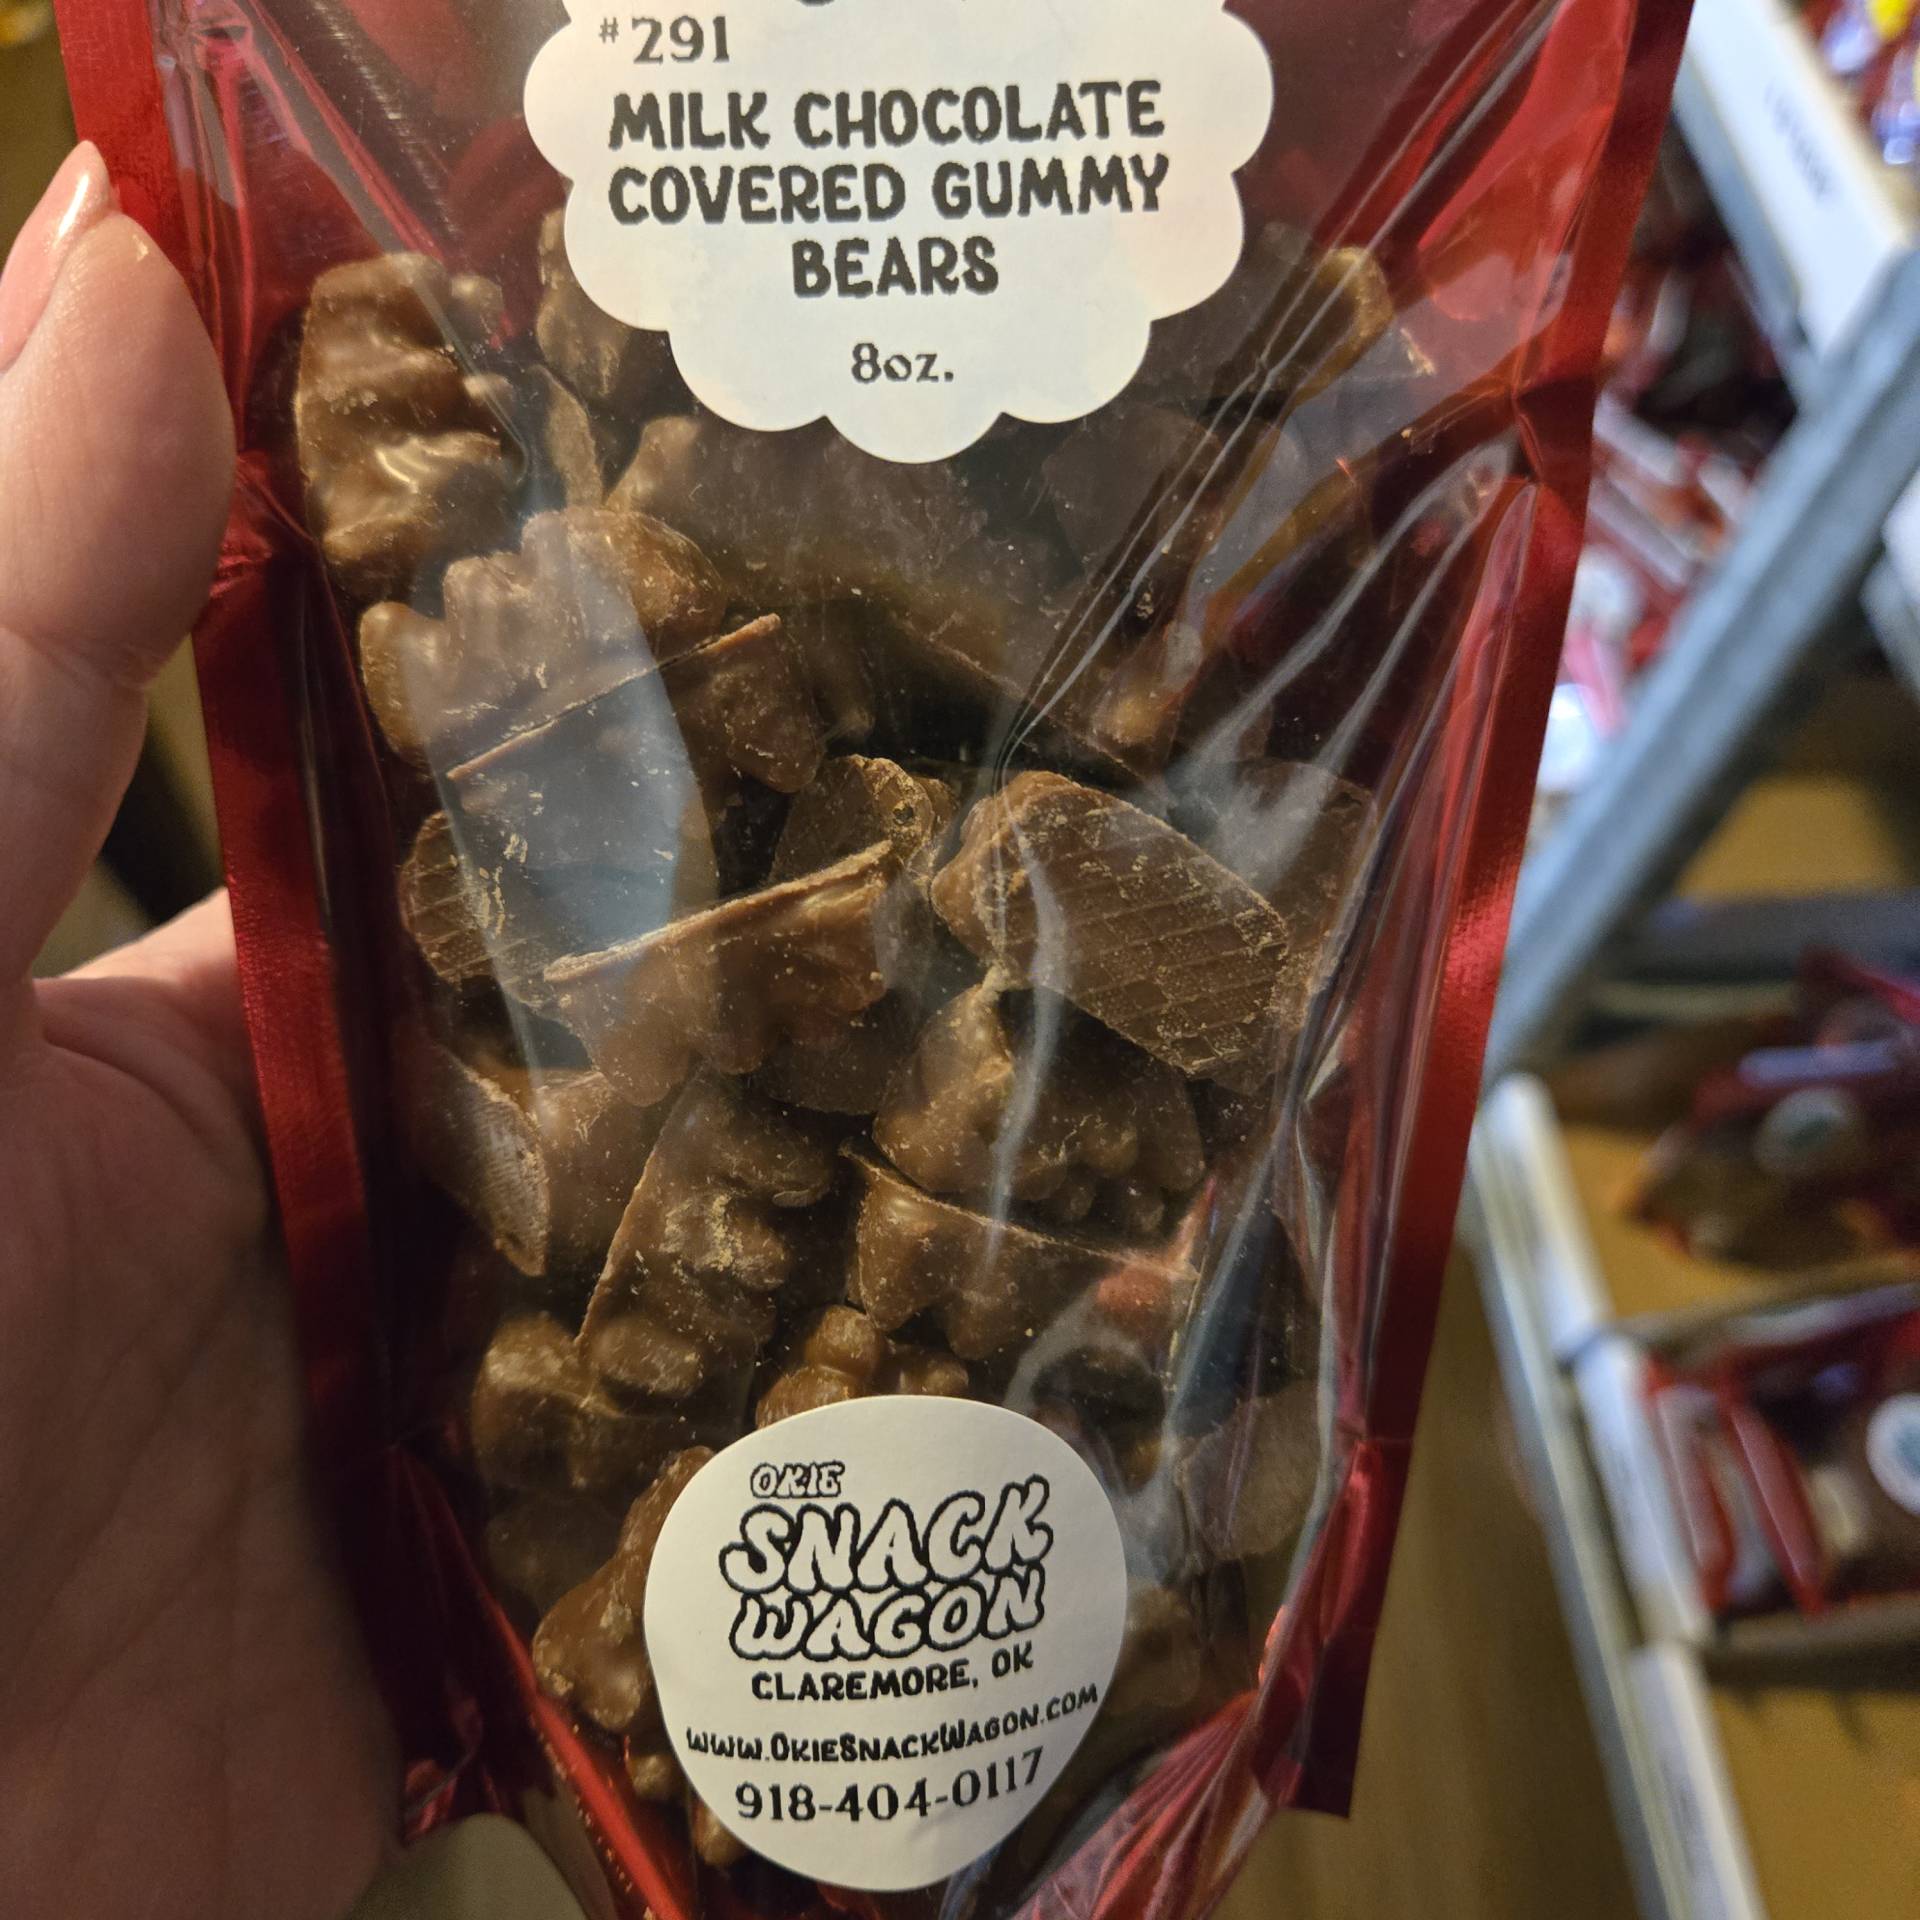 #291
MILK CHOCOLATE
COVERED GUMMY
BEARS
8oz.
OKIE
SNACK
WAGON
CLAREMORE, OK
WWW.OKIESNACKWAGON.COM
918-404-0117